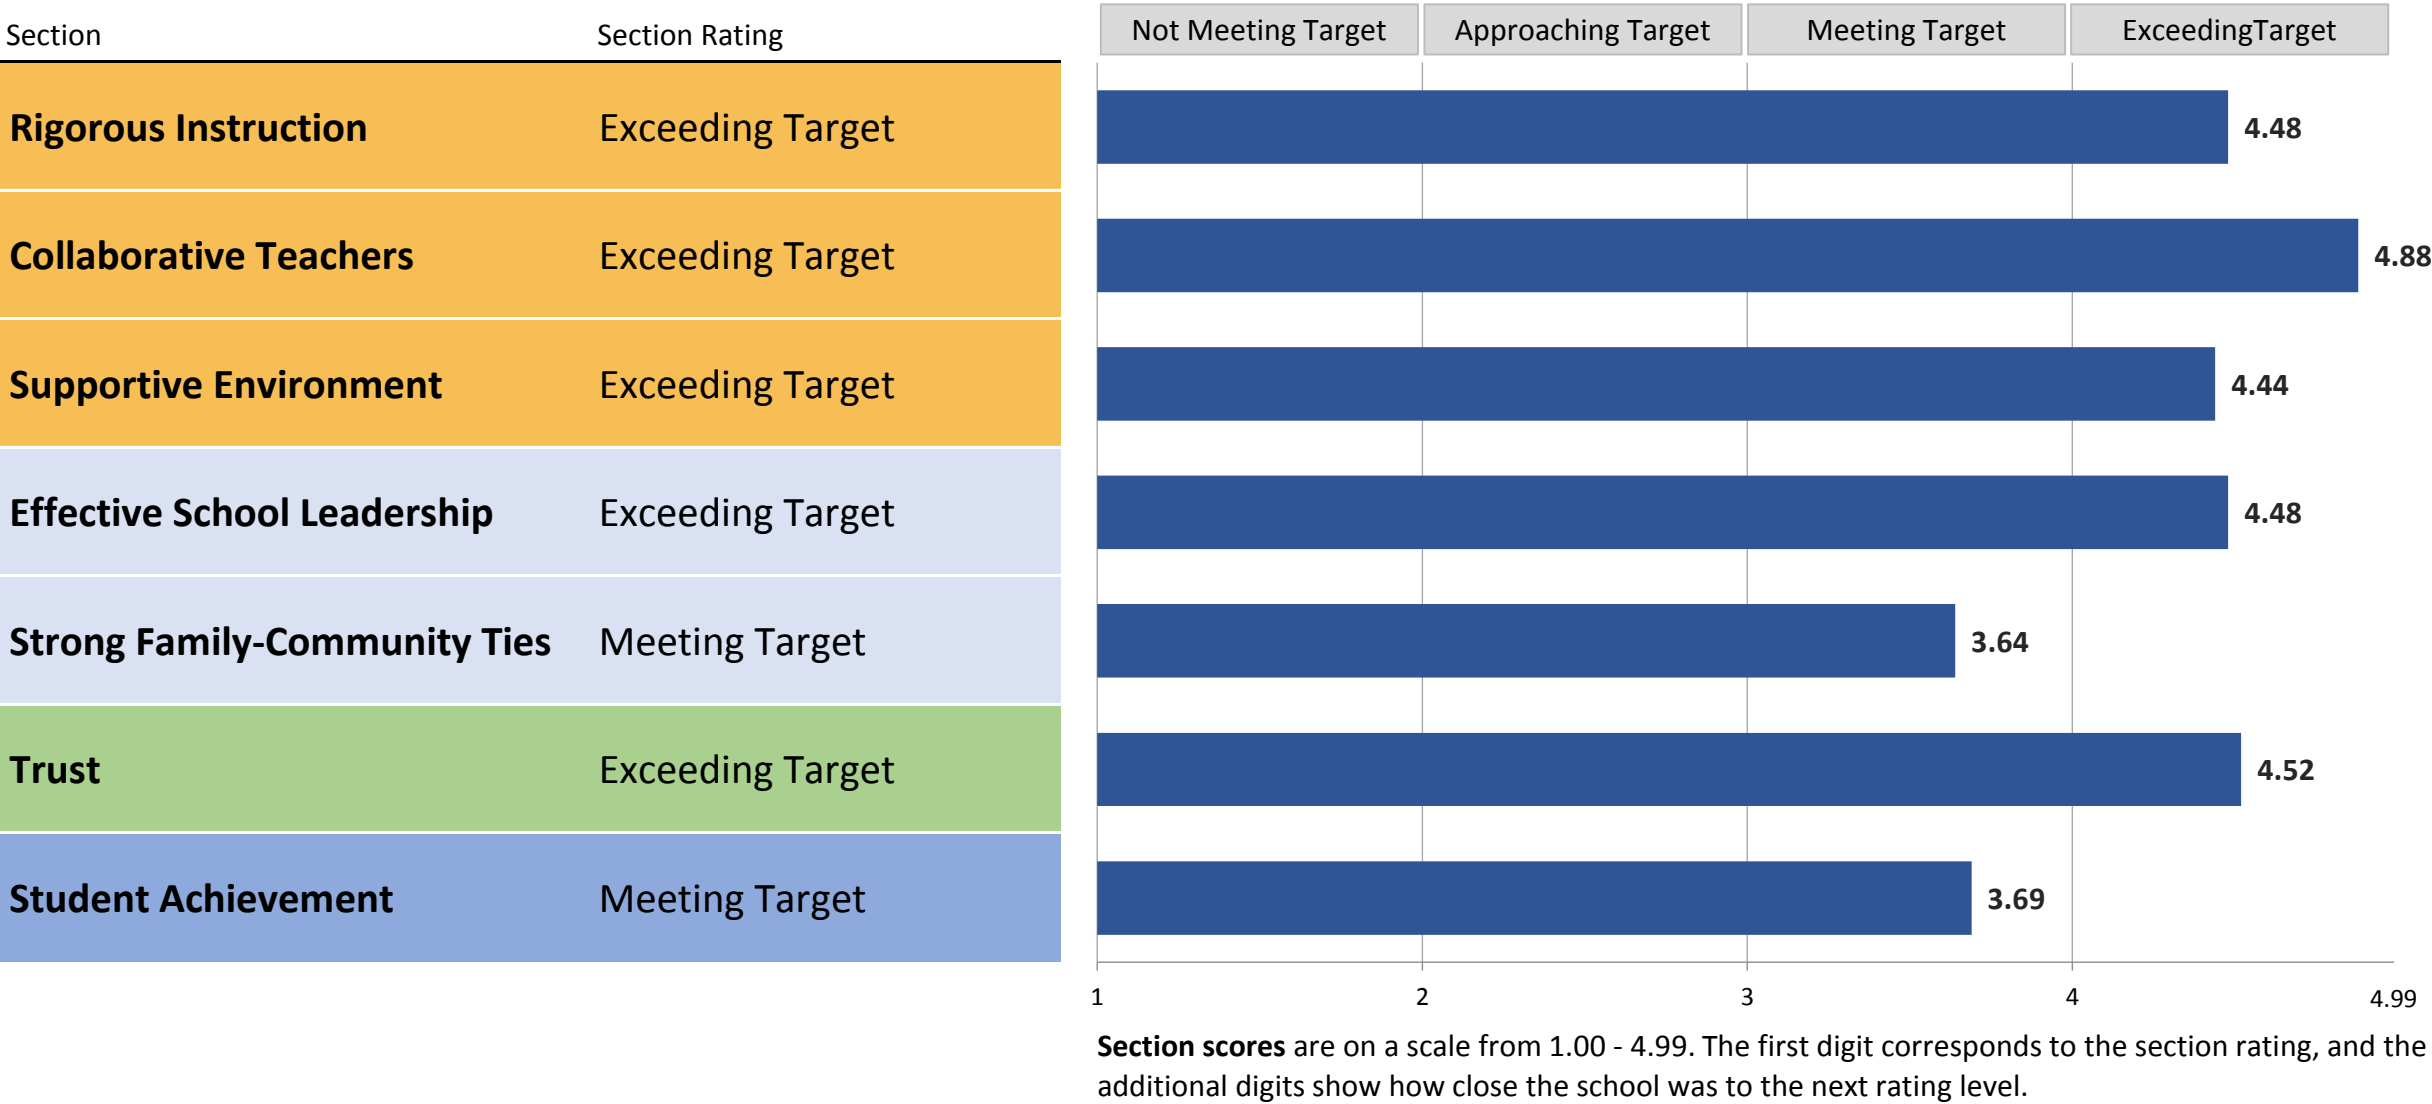 Section Section Rating Not Meeting Target Approaching Target Meeting Target ExceedingTarget
Rigorous Instruction Exceeding Target 4.48
Collaborative Teachers Exceeding Target 4.88
Supportive Environment Exceeding Target 4.44
Effective School Leadership Exceeding Target 4.48
Strong Family-Community Ties Meeting Target 3.64
Trust Exceeding Target 4.52
Student Achievement Meeting Target 3.69
1 2 3 4 4.99
Section scores are on a scale from 1.00 - 4.99. The first digit corresponds to the section rating, and the
additional digits show how close the school was to the next rating level.